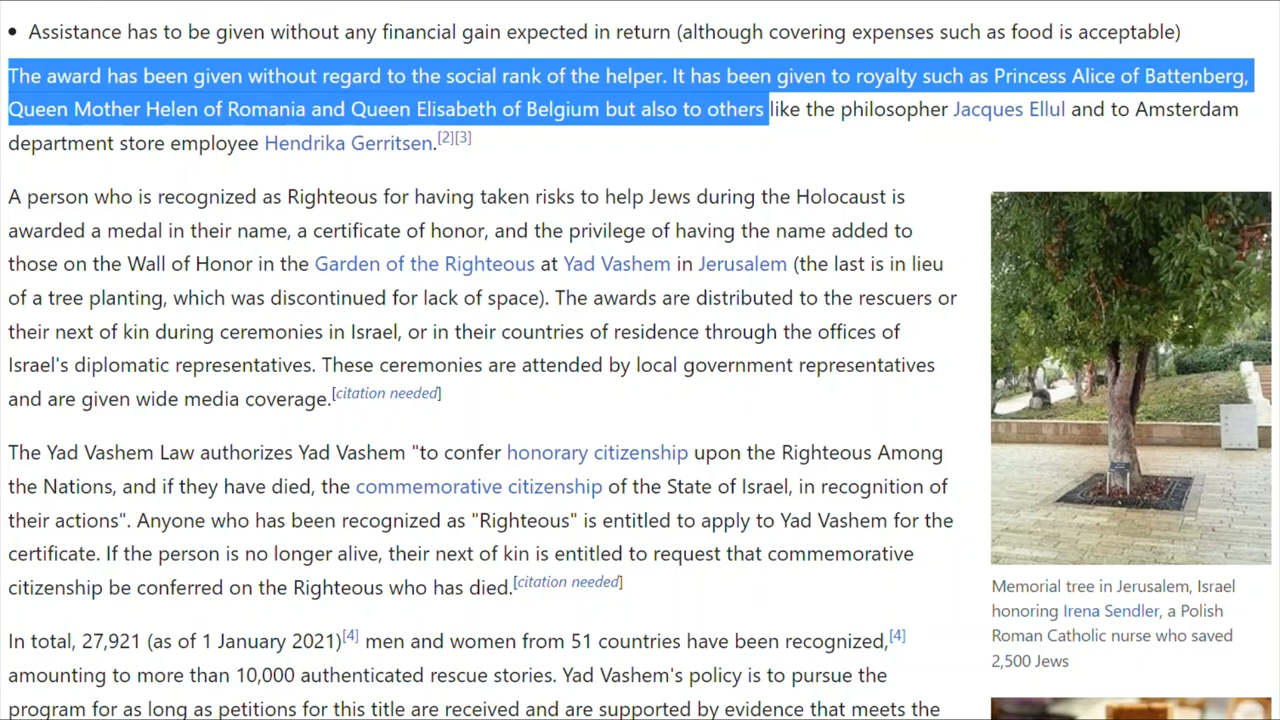 • Assistance has to be given without any financial gain expected in return (although covering expenses such as food is acceptable)
The award has been given without regard to the social rank of the helper. It has been given to royalty such as Princess Alice of Battenberg,
Queen Mother Helen of Romania and Queen Elisabeth of Belgium but also to others like the philosopher Jacques Ellul and to Amsterdam
department store employee Hendrika Gerritsen.[2][3]
A person who is recognized as Righteous for having taken risks to help Jews during the Holocaust is
awarded a medal in their name, a certificate of honor, and the privilege of having the name added to
those on the Wall of Honor in the Garden of the Righteous at Yad Vashem in Jerusalem (the last is in lieu
of a tree planting, which was discontinued for lack of space). The awards are distributed to the rescuers or
their next of kin during ceremonies in Israel, or in their countries of residence through the offices of
Israel's diplomatic representatives. These ceremonies are attended by local government representatives
and are given wide media coverage.[citation needed]
The Yad Vashem Law authorizes Yad Vashem "to confer honorary citizenship upon the Righteous Among
the Nations, and if they have died, the commemorative citizenship of the State of Israel, in recognition of
their actions". Anyone who has been recognized as "Righteous" is entitled to apply to Yad Vashem for the
certificate. If the person is no longer alive, their next of kin is entitled to request that commemorative
citizenship be conferred on the Righteous who has died.[citation needed]
In total, 27,921 (as of 1 January 2021)[4] men and women from 51 countries have been recognized,[4]
amounting to more than 10,000 authenticated rescue stories. Yad Vashem's policy is to pursue the
program for as long as petitions for this title are received and are supported by evidence that meets the
Memorial tree in Jerusalem, Israel
honoring Irena Sendler, a Polish
Roman Catholic nurse who saved
2,500 Jews